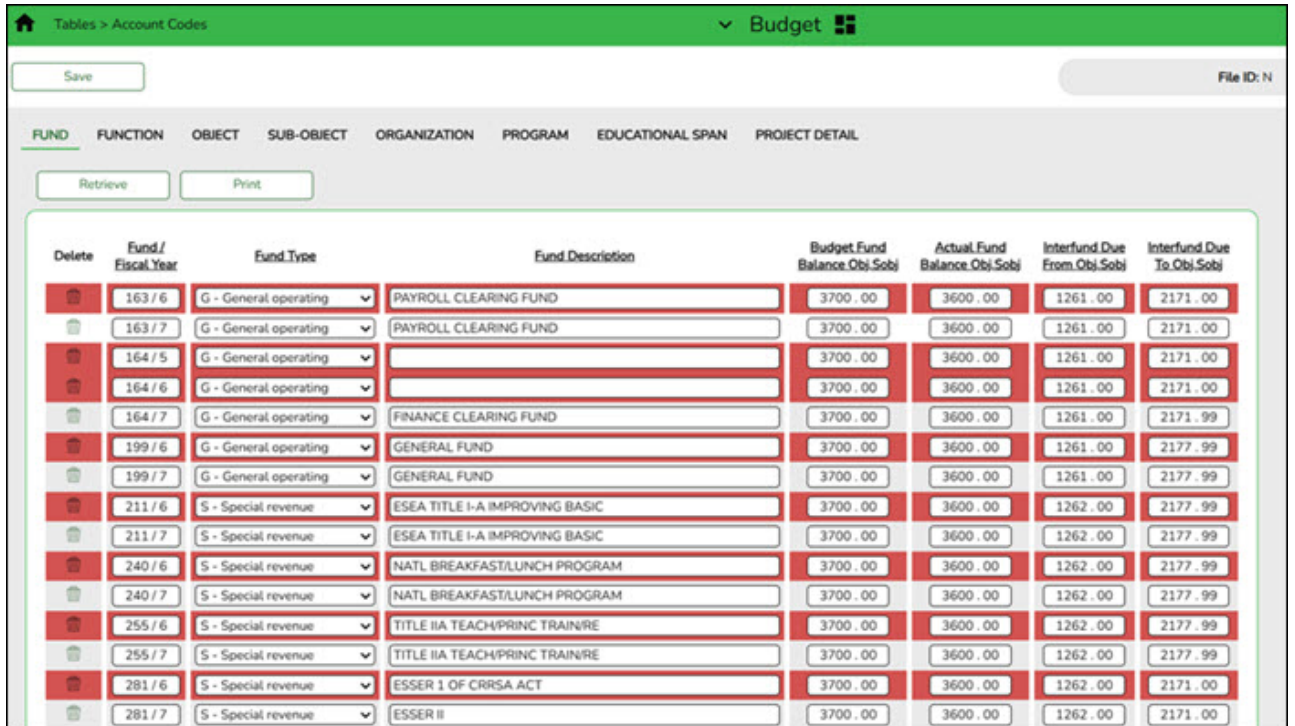 Tables > Account Codes
Budget
Save
File ID: N
FUND FUNCTION OBJECT SUB-OBJECT ORGANIZATION PROGRAM EDUCATIONAL SPAN PROJECT DETAIL
Retrieve Print
Delete Fund / Fiscal Year Fund Type Fund Description Budget Fund Balance Obj.Sobj Actual Fund Balance Obj.Sobj Interfund Due From Obj.Sobj Interfund Due To Obj.Sobj
163 / 6 G - General operating PAYROLL CLEARING FUND 3700 . 00 3600 . 00 1261 . 00 2171 . 00
163 / 7 G - General operating PAYROLL CLEARING FUND 3700 . 00 3600 . 00 1261 . 00 2171 . 00
164 / 5 G - General operating 3700 . 00 3600 . 00 1261 . 00 2171 . 00
164 / 6 G - General operating 3700 . 00 3600 . 00 1261 . 00 2171 . 00
164 / 7 G - General operating FINANCE CLEARING FUND 3700 . 00 3600 . 00 1261 . 00 2171 . 99
199 / 6 G - General operating GENERAL FUND 3700 . 00 3600 . 00 1261 . 00 2177 . 99
199 / 7 G - General operating GENERAL FUND 3700 . 00 3600 . 00 1261 . 00 2177 . 99
211 / 6 S - Special revenue ESEA TITLE I-A IMPROVING BASIC 3700 . 00 3600 . 00 1262 . 00 2177 . 99
211 / 7 S - Special revenue ESEA TITLE I-A IMPROVING BASIC 3700 . 00 3600 . 00 1262 . 00 2177 . 99
240 / 6 S - Special revenue NATL BREAKFAST/LUNCH PROGRAM 3700 . 00 3600 . 00 1262 . 00 2177 . 99
240 / 7 S - Special revenue NATL BREAKFAST/LUNCH PROGRAM 3700 . 00 3600 . 00 1262 . 00 2177 . 99
255 / 6 S - Special revenue TITLE IIA TEACH/PRINC TRAIN/RE 3700 . 00 3600 . 00 1262 . 00 2177 . 99
255 / 7 S - Special revenue TITLE IIA TEACH/PRINC TRAIN/RE 3700 . 00 3600 . 00 1262 . 00 2177 . 99
281 / 6 S - Special revenue ESSER 1 OF CRRSA ACT 3700 . 00 3600 . 00 1262 . 00 2171 . 00
281 / 7 S - Special revenue ESSER II 3700 . 00 3600 . 00 1262 . 00 2171 . 00